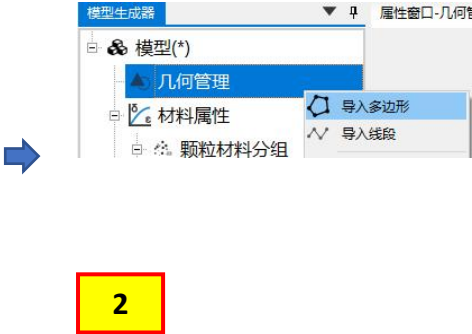 模型生成器
属性窗口-几何
模型(*)
几何管理
导入多边形
材料属性
导入线段
颗粒材料分组
2